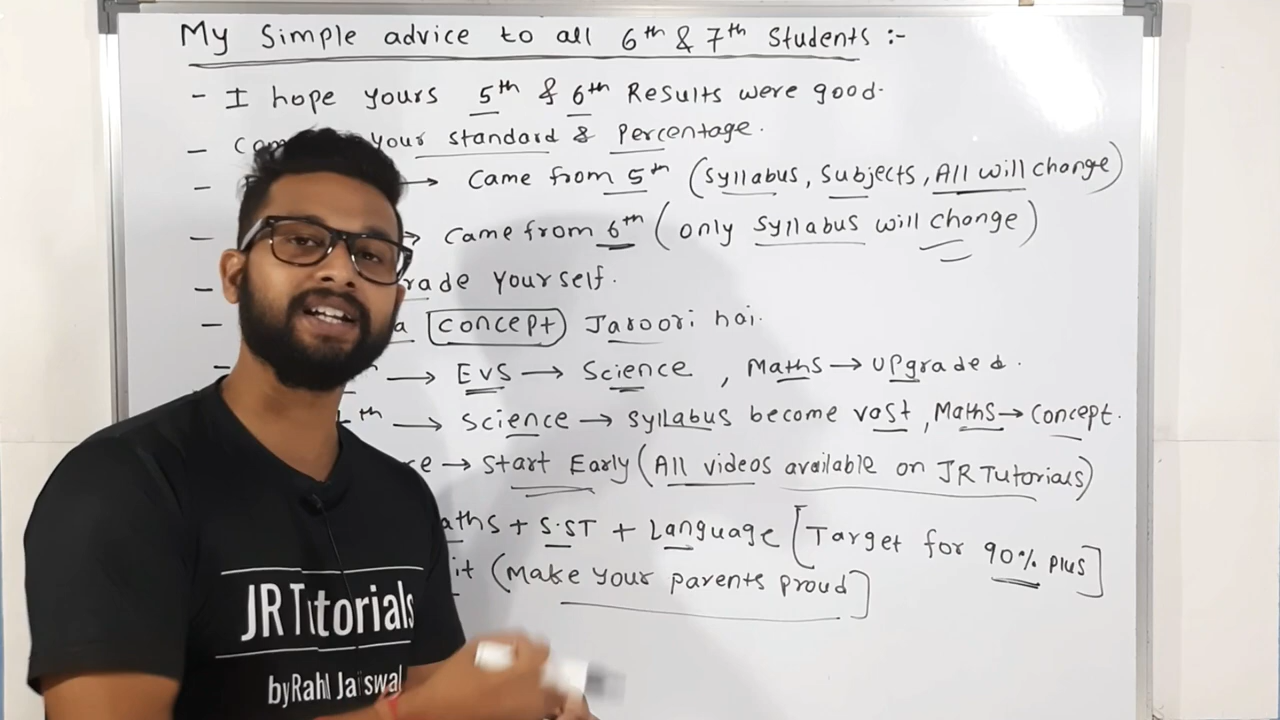 My Simple advice to all 6th & 7th Students :-
- I hope yours 5th & 6th Results were good.
- your standard & Percentage.
- → Came from 5th (Syllabus, Subjects, All will change)
- → Came from 6th (only Syllabus will change)
- rade yourself.
- a (concept) Jaroori hai.
→ EVS → Science, Maths → upgraded.
th → Science → Syllabus become vast, Maths → Concept.
re → Start Early (All videos available on JR Tutorials)
aths + S.ST + Language [Target for 90% Plus]
it (Make your parents proud]
JR Tutorials
by Rahul Jaiswal